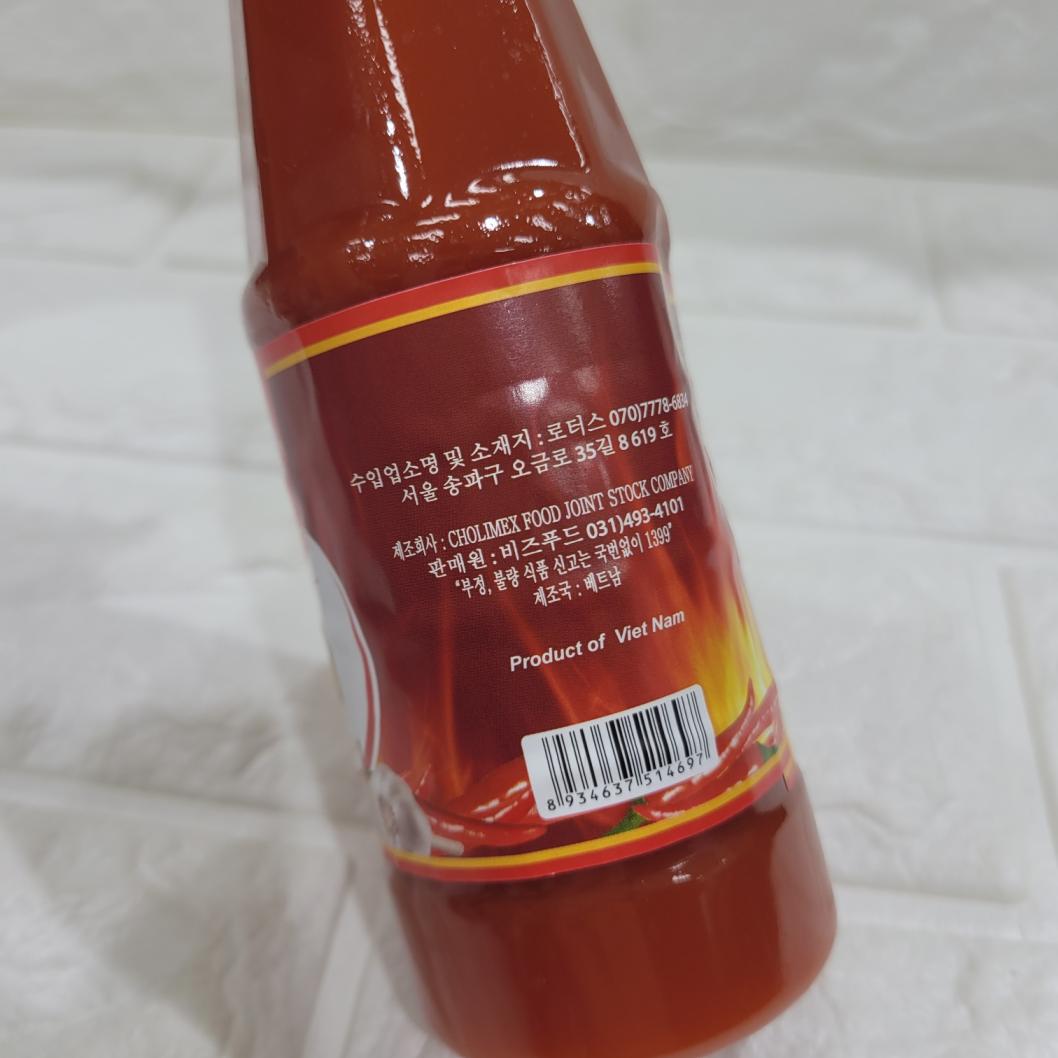 수입업소명 및 소재지 : 로터스 070)7778-6834
서울 송파구 오금로 35길 8 619 호
제조회사 : CHOLIMEX FOOD JOINT STOCK COMPANY
판매원 : 비즈푸드 031)493-4101
"부정, 불량 식품 신고는 국번없이 1399"
제조국 : 베트남
Product of Viet Nam
8 934637 514697